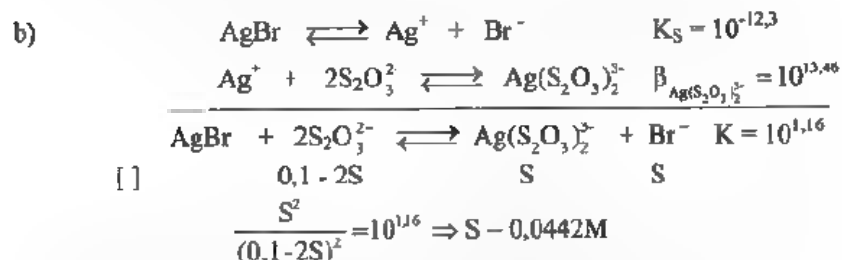 b) AgBr ⇌ Ag⁺ + Br⁻ K_S = 10^-12,3
Ag⁺ + 2S₂O₃²⁻ ⇌ Ag(S₂O₃)₂³⁻ β_Ag(S₂O₃)₂³⁻ = 10^13,46
AgBr + 2S₂O₃²⁻ ⇌ Ag(S₂O₃)₂³⁻ + Br⁻ K = 10^1,16
[ ] 0,1 - 2S S S
S² / (0,1-2S)² = 10^1,16 ⇒ S – 0,0442M